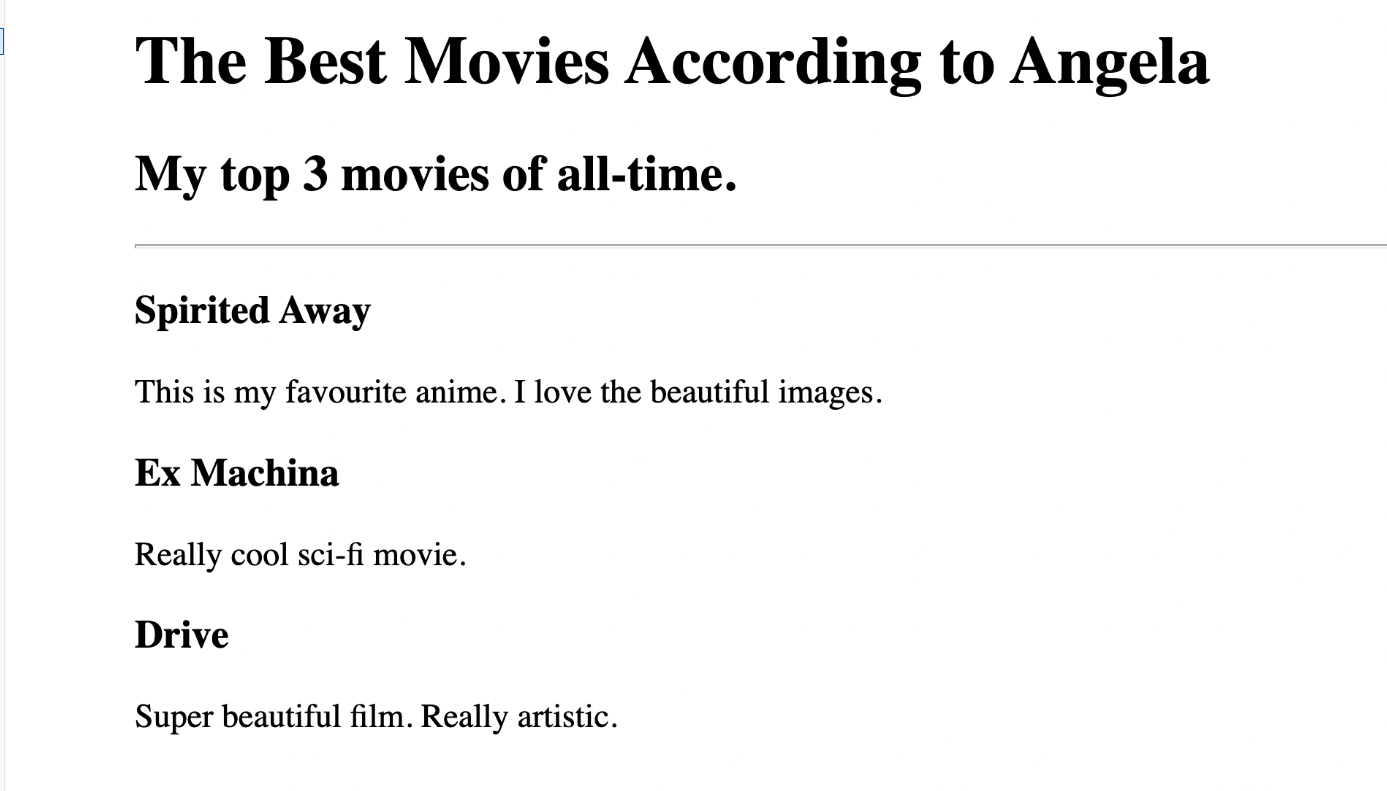 The Best Movies According to Angela
My top 3 movies of all-time.
Spirited Away
This is my favourite anime. I love the beautiful images.
Ex Machina
Really cool sci-fi movie.
Drive
Super beautiful film. Really artistic.